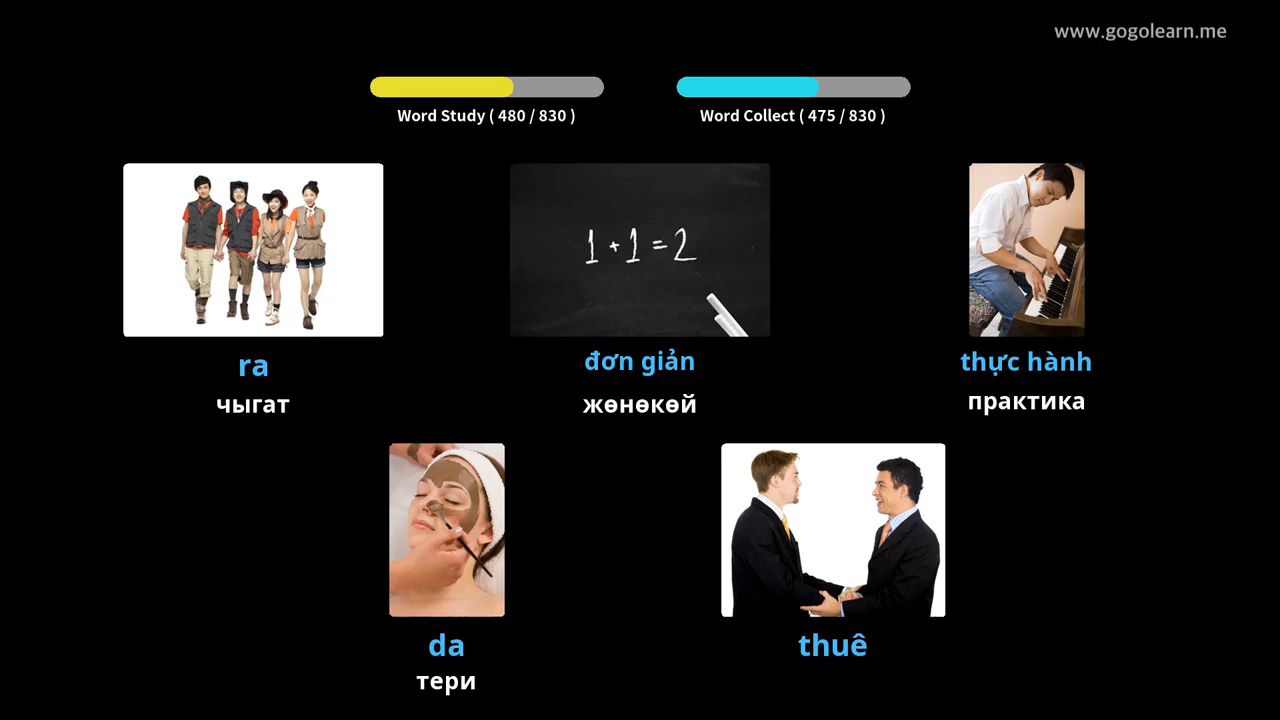 www.gogolearn.me
Word Study ( 480 / 830 )
Word Collect ( 475 / 830 )
1 + 1 = 2
ra
чыгат
đơn giản
жөнөкөй
thực hành
практика
da
тери
thuê